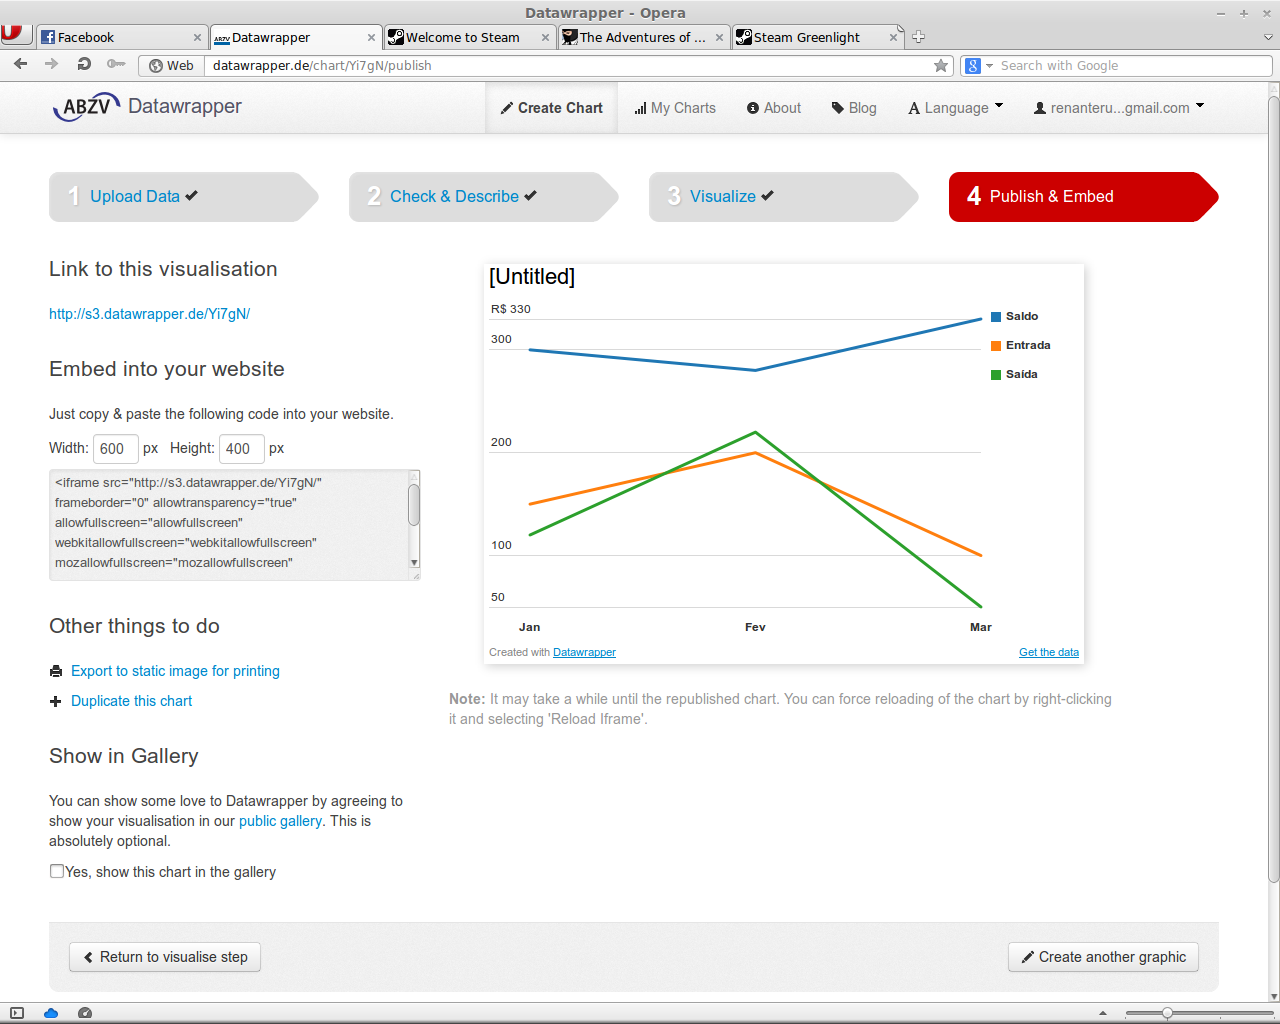 Datawrapper - Opera
Facebook
ABZV Datawrapper
Welcome to Steam
The Adventures of ...
Steam Greenlight
Web
datawrapper.de/chart/Yi7gN/publish
8 Search with Google
ABZV Datawrapper
Create Chart
My Charts
About
Blog
A Language
renanteru...gmail.com
1 Upload Data
2 Check & Describe
3 Visualize
4 Publish & Embed
Link to this visualisation
http://s3.datawrapper.de/Yi7gN/
Embed into your website
Just copy & paste the following code into your website.
Width: 600 px Height: 400 px
<iframe src="http://s3.datawrapper.de/Yi7gN/"
frameborder="0" allowtransparency="true"
allowfullscreen="allowfullscreen"
webkitallowfullscreen="webkitallowfullscreen"
mozallowfullscreen="mozallowfullscreen"
Other things to do
Export to static image for printing
Duplicate this chart
Show in Gallery
You can show some love to Datawrapper by agreeing to
show your visualisation in our public gallery. This is
absolutely optional.
Yes, show this chart in the gallery
[Untitled]
R$ 330
300
200
100
50
Jan
Fev
Mar
Saldo
Entrada
Saída
Created with Datawrapper
Get the data
Note: It may take a while until the republished chart. You can force reloading of the chart by right-clicking
it and selecting 'Reload Iframe'.
Return to visualise step
Create another graphic